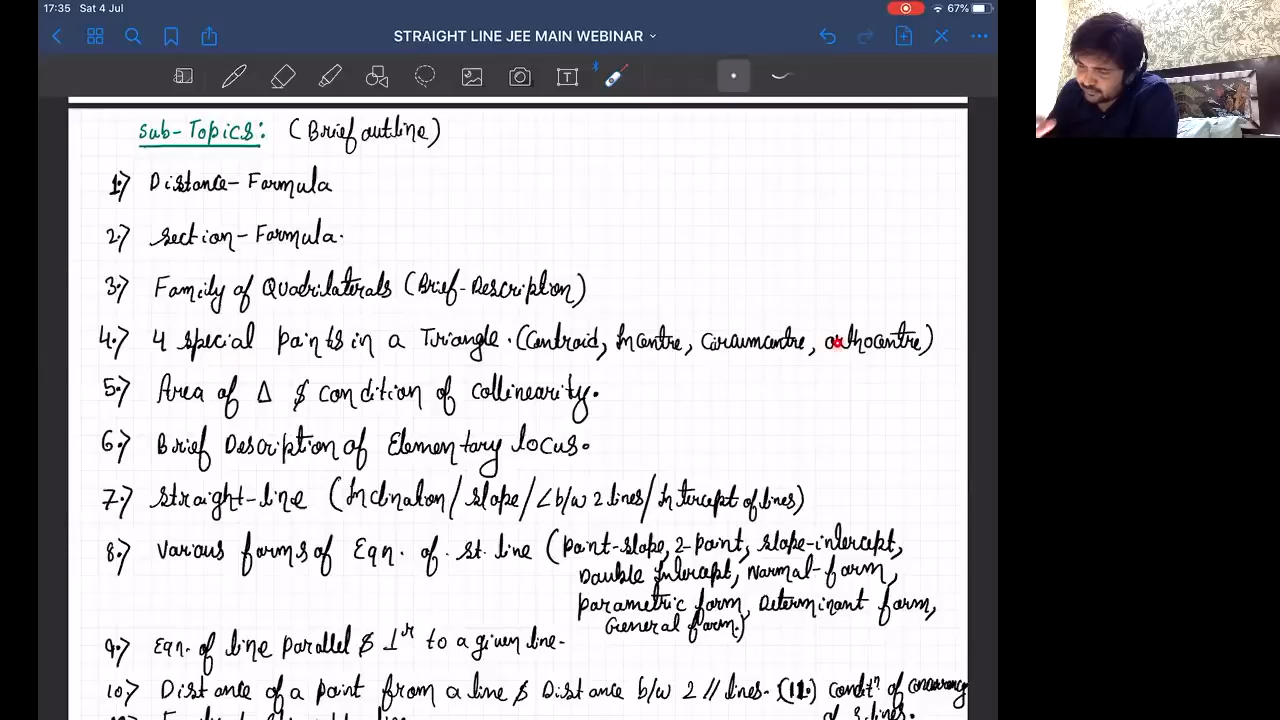 17:35 Sat 4 Jul
67%
STRAIGHT LINE JEE MAIN WEBINAR
Sub-Topics: (Brief outline)
1.) Distance-Formula
2.) Section-Formula.
3.) Family of Quadrilaterals (Brief-Description)
4.) 4 special points in a Triangle. (Centroid, Incentre, Circumcentre, orthocentre)
5.) Area of Δ & condition of collinearity.
6.) Brief Description of Elementary locus.
7.) Straight-line (Inclination/slope/∠b/w 2 lines/Intercept of lines)
8.) Various forms of Eqn. of st. line (point-slope, 2-point, slope-intercept,
Double Intercept, Normal-form,
parametric form, Determinant form,
General form.)
9.) Eqn. of line parallel & ⊥r to a given line.
10.) Distance of a point from a line & Distance b/w 2 // lines. (11.) condtn of concurrency
of
lines.